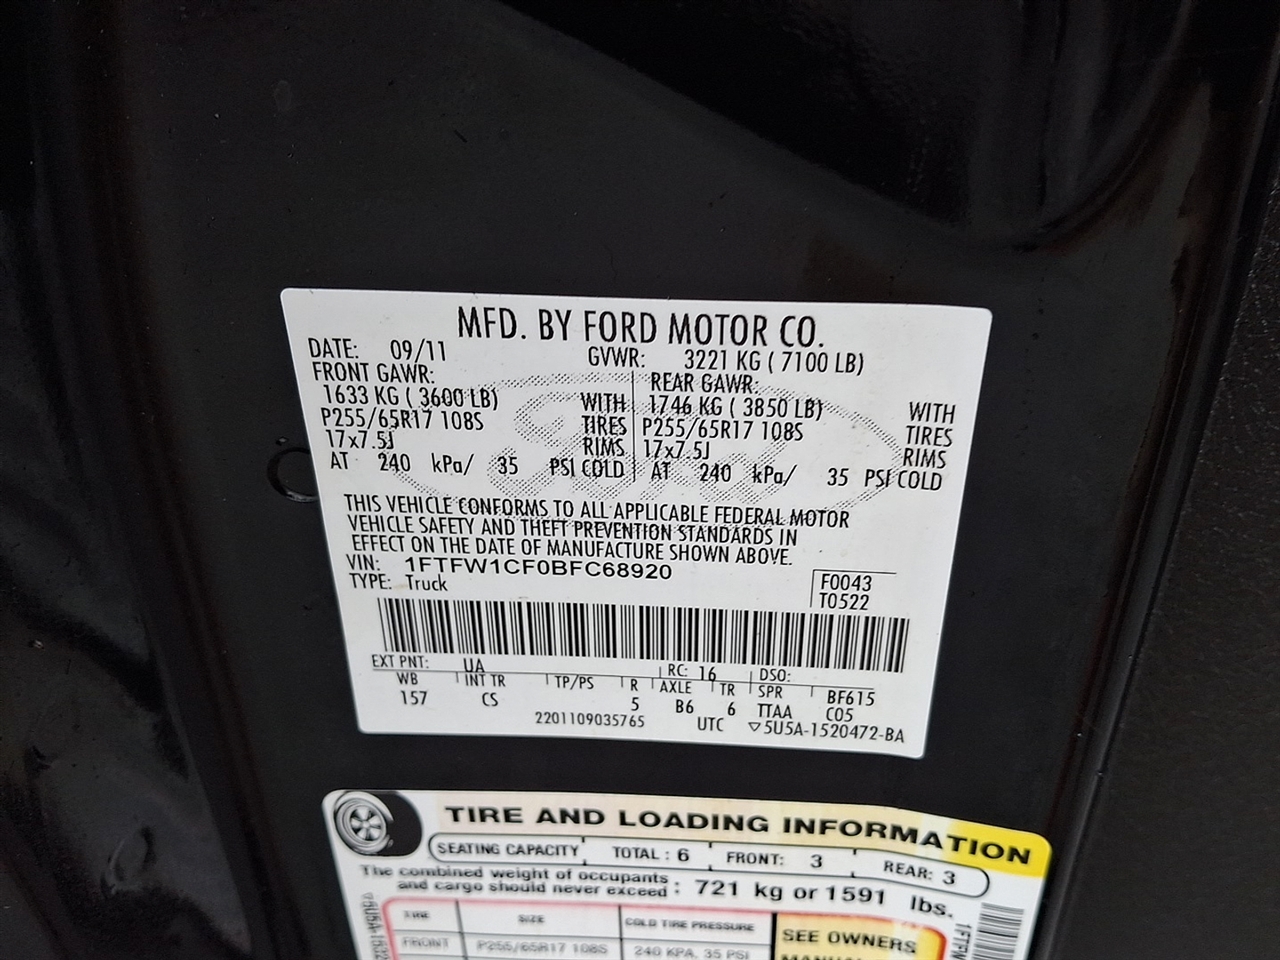 MFD. BY FORD MOTOR CO.
DATE: 09/11 GVWR: 3221 KG ( 7100 LB)
FRONT GAWR: REAR GAWR:
1633 KG ( 3600 LB) WITH 1746 KG ( 3850 LB) WITH
P255/65R17 108S TIRES P255/65R17 108S TIRES
17x7.5J RIMS 17x7.5J RIMS
AT 240 kPa/ 35 PSI COLD AT 240 kPa/ 35 PSI COLD
THIS VEHICLE CONFORMS TO ALL APPLICABLE FEDERAL MOTOR
VEHICLE SAFETY AND THEFT PREVENTION STANDARDS IN
EFFECT ON THE DATE OF MANUFACTURE SHOWN ABOVE.
VIN: 1FTFW1CF0BFC68920
TYPE: Truck
F0043
T0522
EXT PNT: UA RC: 16 DSO:
WB INT TR TP/PS R AXLE TR SPR BF615
157 CS 5 B6 6 TTAA C05
2201109035765 UTC ▽5U5A-1520472-BA
TIRE AND LOADING INFORMATION
SEATING CAPACITY TOTAL : 6 FRONT: 3 REAR: 3
The combined weight of occupants
and cargo should never exceed : 721 kg or 1591 lbs.
TIRE SIZE COLD TIRE PRESSURE
FRONT P255/65R17 108S 240 KPA, 35 PSI
SEE OWNERS